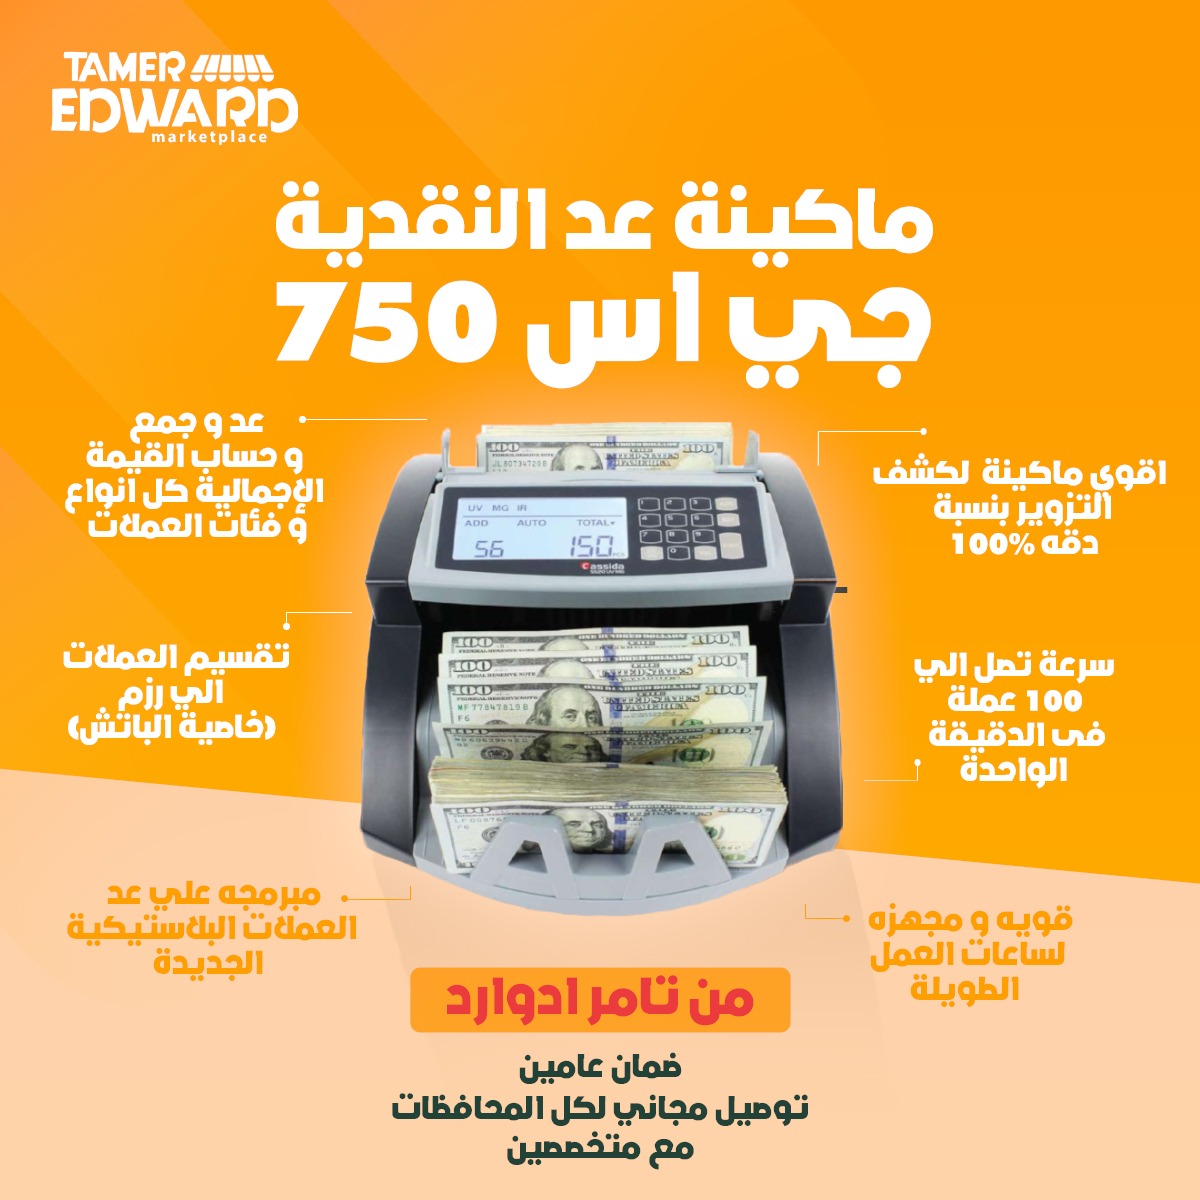 TAMER
EDWARD
marketplace
ماكينة عد النقدية
جي اس 750
عد و جمع
و حساب القيمة
الإجمالية كل انواع
و فئات العملات
اقوى ماكينة لكشف
التزوير بنسبة
دقه 100%
تقسيم العملات
الي رزم
(خاصية الباتش)
سرعة تصل الي
100 عملة
فى الدقيقة
الواحدة
مبرمجه علي عد
العملات البلاستيكية
الجديدة
قويه و مجهزه
لساعات العمل
الطويلة
UV MG IR
ADD AUTO TOTAL
56 150 PCS
Cassida
من تامر ادوارد
ضمان عامين
توصيل مجاني لكل المحافظات
مع متخصصين